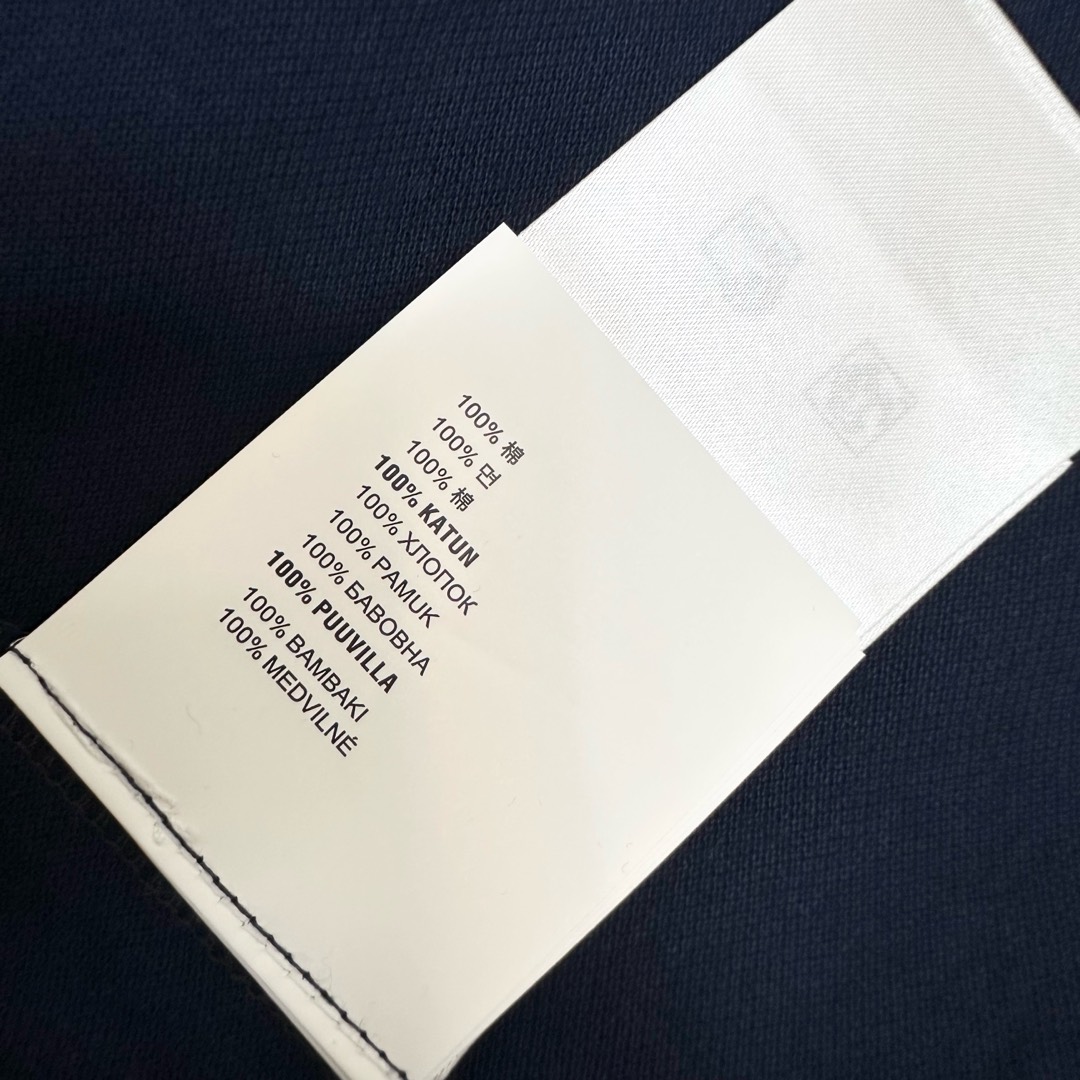 100% 棉
100% 면
100% 棉
100% KATUN
100% ХЛОПОК
100% PAMUK
100% БАВОВНА
100% PUUVILLA
100% BAMBAKI
100% MEDVILNÉ